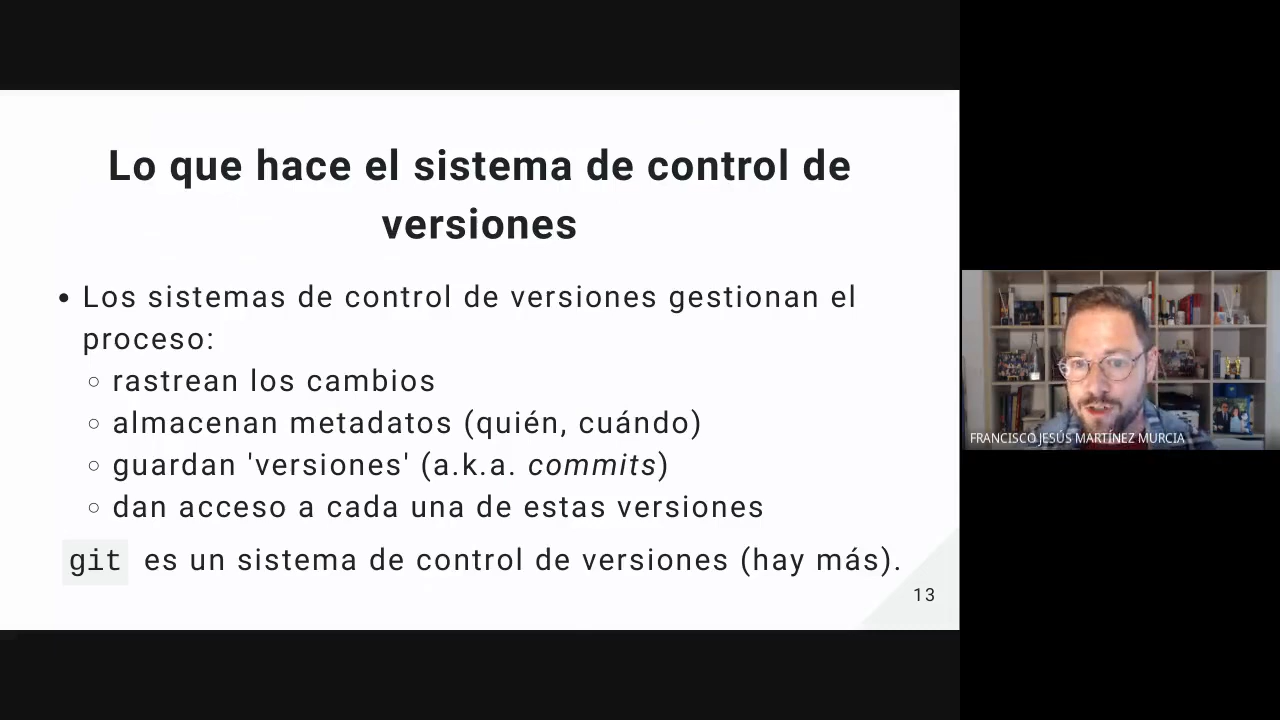 Lo que hace el sistema de control de
versiones
• Los sistemas de control de versiones gestionan el
proceso:
○ rastrean los cambios
○ almacenan metadatos (quién, cuándo)
○ guardan 'versiones' (a.k.a. commits)
○ dan acceso a cada una de estas versiones
git es un sistema de control de versiones (hay más).
13
FRANCISCO JESÚS MARTÍNEZ MURCIA